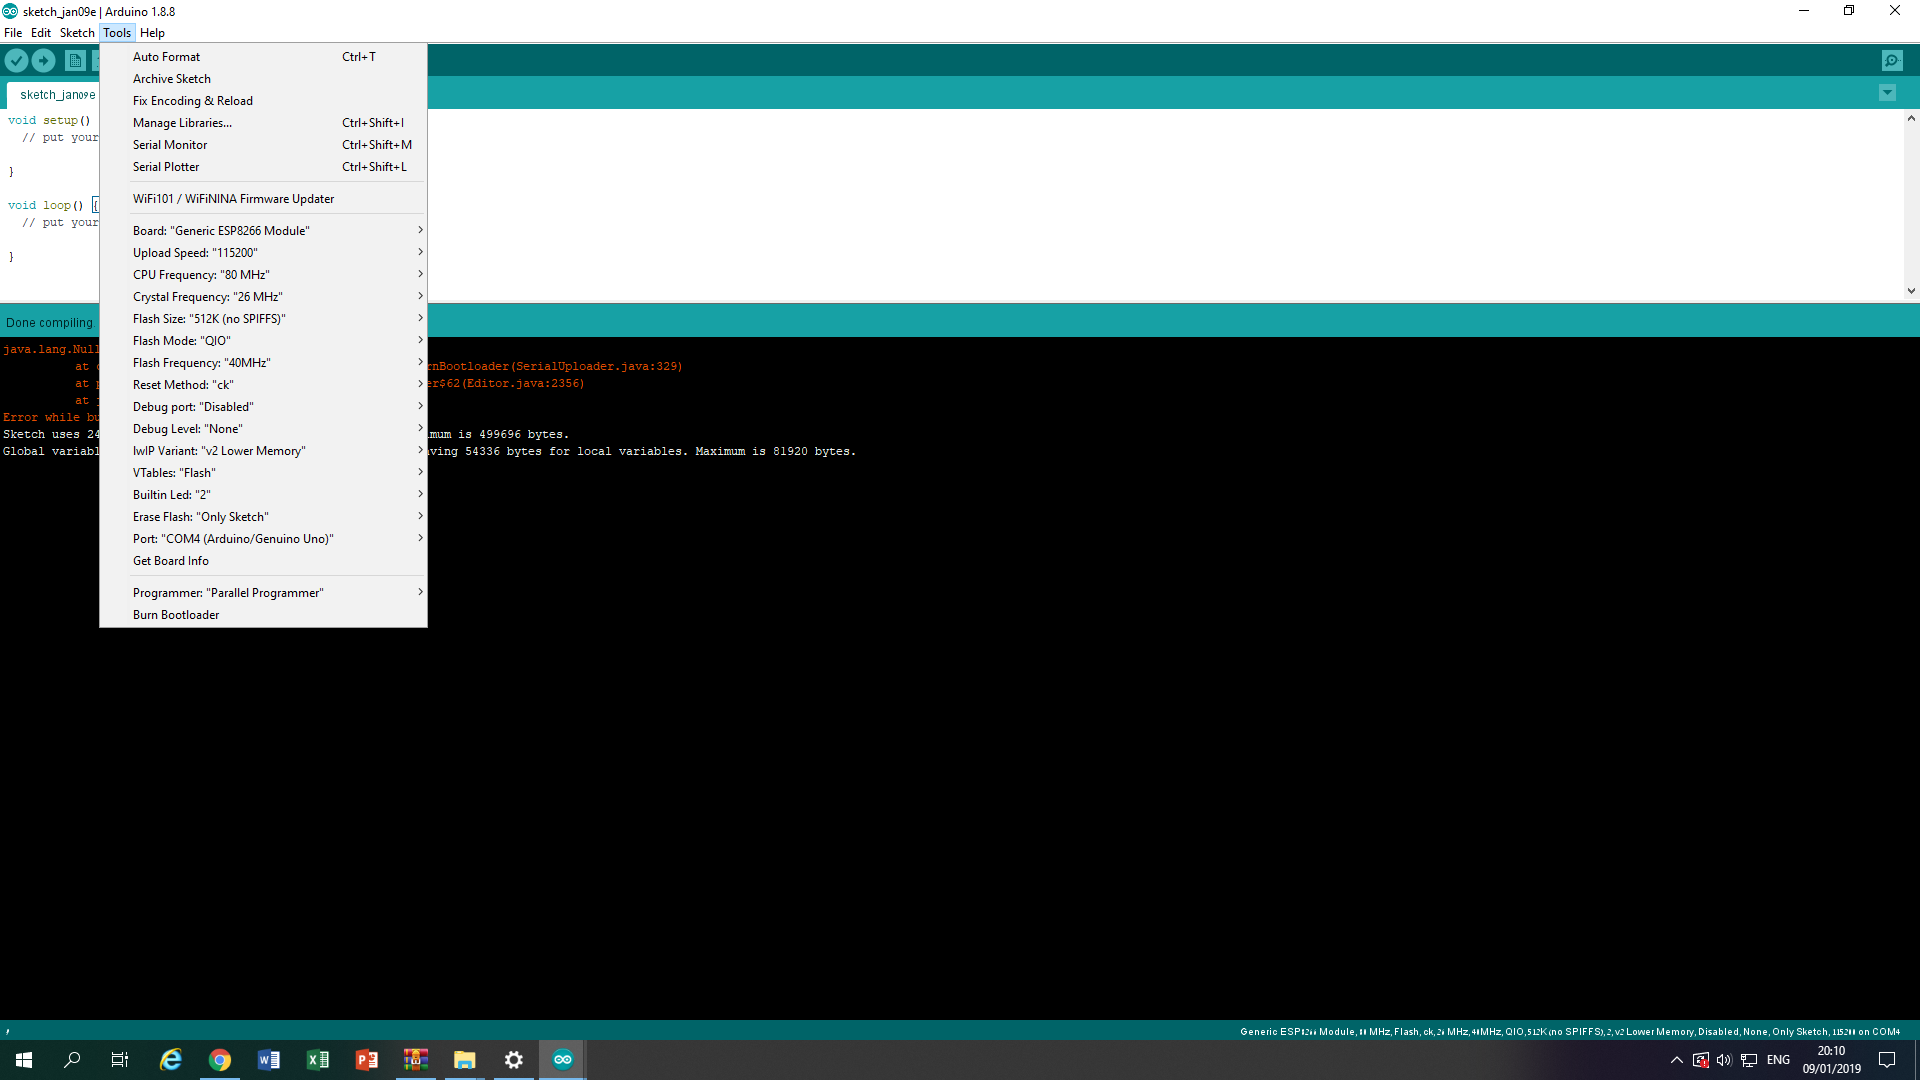 sketch_jan09e | Arduino 1.8.8
File Edit Sketch Tools Help
Auto Format Ctrl+T
Archive Sketch
Fix Encoding & Reload
Manage Libraries... Ctrl+Shift+I
Serial Monitor Ctrl+Shift+M
Serial Plotter Ctrl+Shift+L
WiFi101 / WiFiNINA Firmware Updater
Board: "Generic ESP8266 Module"
Upload Speed: "115200"
CPU Frequency: "80 MHz"
Crystal Frequency: "26 MHz"
Flash Size: "512K (no SPIFFS)"
Flash Mode: "QIO"
Flash Frequency: "40MHz"
Reset Method: "ck"
Debug port: "Disabled"
Debug Level: "None"
lwIP Variant: "v2 Lower Memory"
VTables: "Flash"
Builtin Led: "2"
Erase Flash: "Only Sketch"
Port: "COM4 (Arduino/Genuino Uno)"
Get Board Info
Programmer: "Parallel Programmer"
Burn Bootloader
sketch_jan09e
void setup()
// put your
}
void loop() {
// put your
}
Done compiling.
java.lang.Null
at rnBootloader(SerialUploader.java:329)
at er$62(Editor.java:2356)
at
Error while bu
Sketch uses 24 mum is 499696 bytes.
Global variabl ving 54336 bytes for local variables. Maximum is 81920 bytes.
Generic ESP8266 Module, 80 MHz, Flash, ck, 26 MHz, 40MHz, QIO, 512K (no SPIFFS), 2, v2 Lower Memory, Disabled, None, Only Sketch, 115200 on COM4
ENG
20:10
09/01/2019